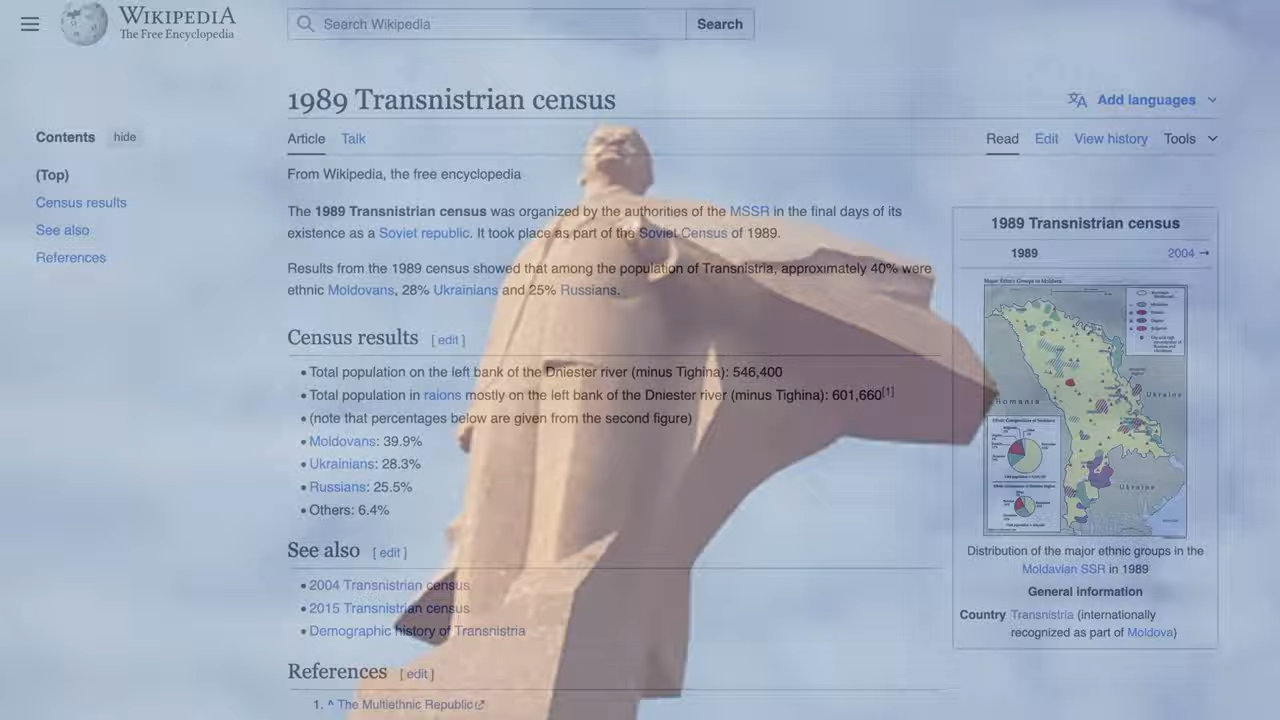 WIKIPEDIA
The Free Encyclopedia
Search Wikipedia
Search
1989 Transnistrian census
Add languages
Contents
hide
(Top)
Census results
See also
References
Article
Talk
Read
Edit
View history
Tools
From Wikipedia, the free encyclopedia
The 1989 Transnistrian census was organized by the authorities of the MSSR in the final days of its
existence as a Soviet republic. It took place as part of the Soviet Census of 1989.
Results from the 1989 census showed that among the population of Transnistria, approximately 40% were
ethnic Moldovans, 28% Ukrainians and 25% Russians.
Census results [ edit ]
• Total population on the left bank of the Dniester river (minus Tighina): 546,400
• Total population in raions mostly on the left bank of the Dniester river (minus Tighina): 601,660[1]
• (note that percentages below are given from the second figure)
• Moldovans: 39.9%
• Ukrainians: 28.3%
• Russians: 25.5%
• Others: 6.4%
See also [ edit ]
• 2004 Transnistrian census
• 2015 Transnistrian census
• Demographic history of Transnistria
References [ edit ]
1. ^ The Multiethnic Republic
1989 Transnistrian census
1989
2004 →
Major Ethnic Groups in Moldova
Romania
Ukraine
Ukraine
Distribution of the major ethnic groups in the
Moldavian SSR in 1989
General information
Country Transnistria (internationally
recognized as part of Moldova)